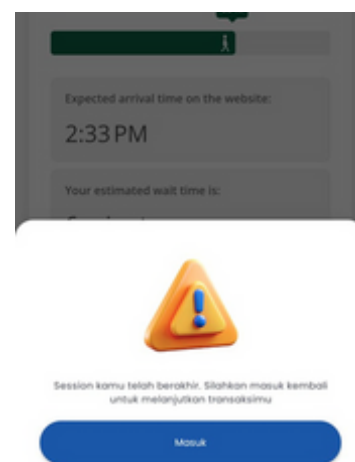 Expected arrival time on the website:
2:33 PM
Your estimated wait time is:
Session kamu telah berakhir. Silahkan masuk kembali
untuk melanjutkan transaksimu
Masuk